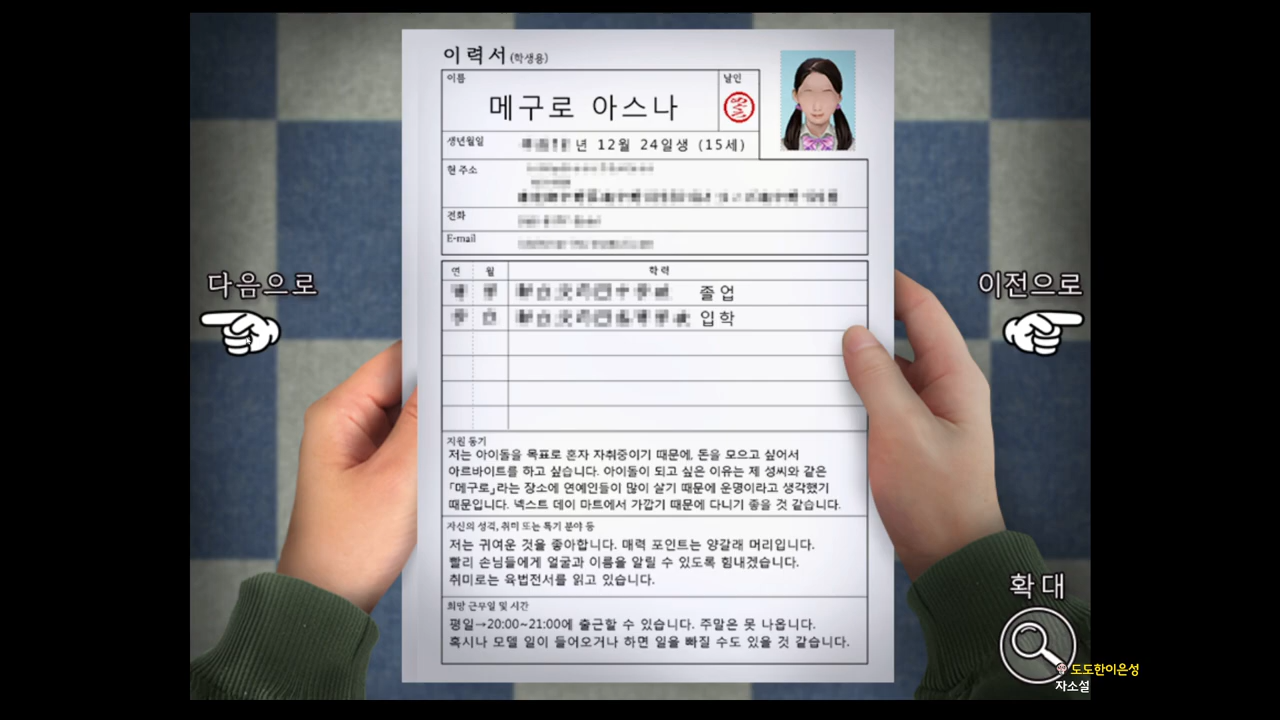 이력서(학생용)
이름
날인
메구로 아스나
생년월일
년 12월 24일생 (15세)
현 주소
전화
E-mail
연 월 학력
졸업
입학
다음으로
이전으로
지원 동기
저는 아이돌을 목표로 혼자 자취중이기 때문에, 돈을 모으고 싶어서
아르바이트를 하고 싶습니다. 아이돌이 되고 싶은 이유는 제 성씨와 같은
「메구로」라는 장소에 연예인들이 많이 살기 때문에 운명이라고 생각했기
때문입니다. 넥스트 데이 마트에서 가깝기 때문에 다니기 좋을 것 같습니다.
자신의 성격, 취미 또는 특기 분야 등
저는 귀여운 것을 좋아합니다. 매력 포인트는 양갈래 머리입니다.
빨리 손님들에게 얼굴과 이름을 알릴 수 있도록 힘내겠습니다.
취미로는 육법전서를 읽고 있습니다.
희망 근무일 및 시간
평일→20:00~21:00에 출근할 수 있습니다. 주말은 못 나옵니다.
혹시나 모델 일이 들어오거나 하면 일을 빠질 수도 있을 것 같습니다.
확대
도도한이은성
자소설